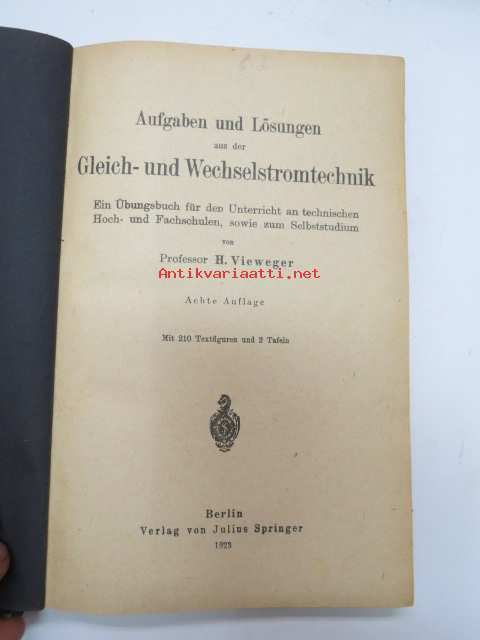 Aufgaben und Lösungen
aus der
Gleich- und Wechselstromtechnik
Ein Übungsbuch für den Unterricht an technischen
Hoch- und Fachschulen, sowie zum Selbststudium
von
Professor H. Vieweger
Antikvariaatti.net
Achte Auflage
Mit 210 Textfiguren und 2 Tafeln
Berlin
Verlag von Julius Springer
1923